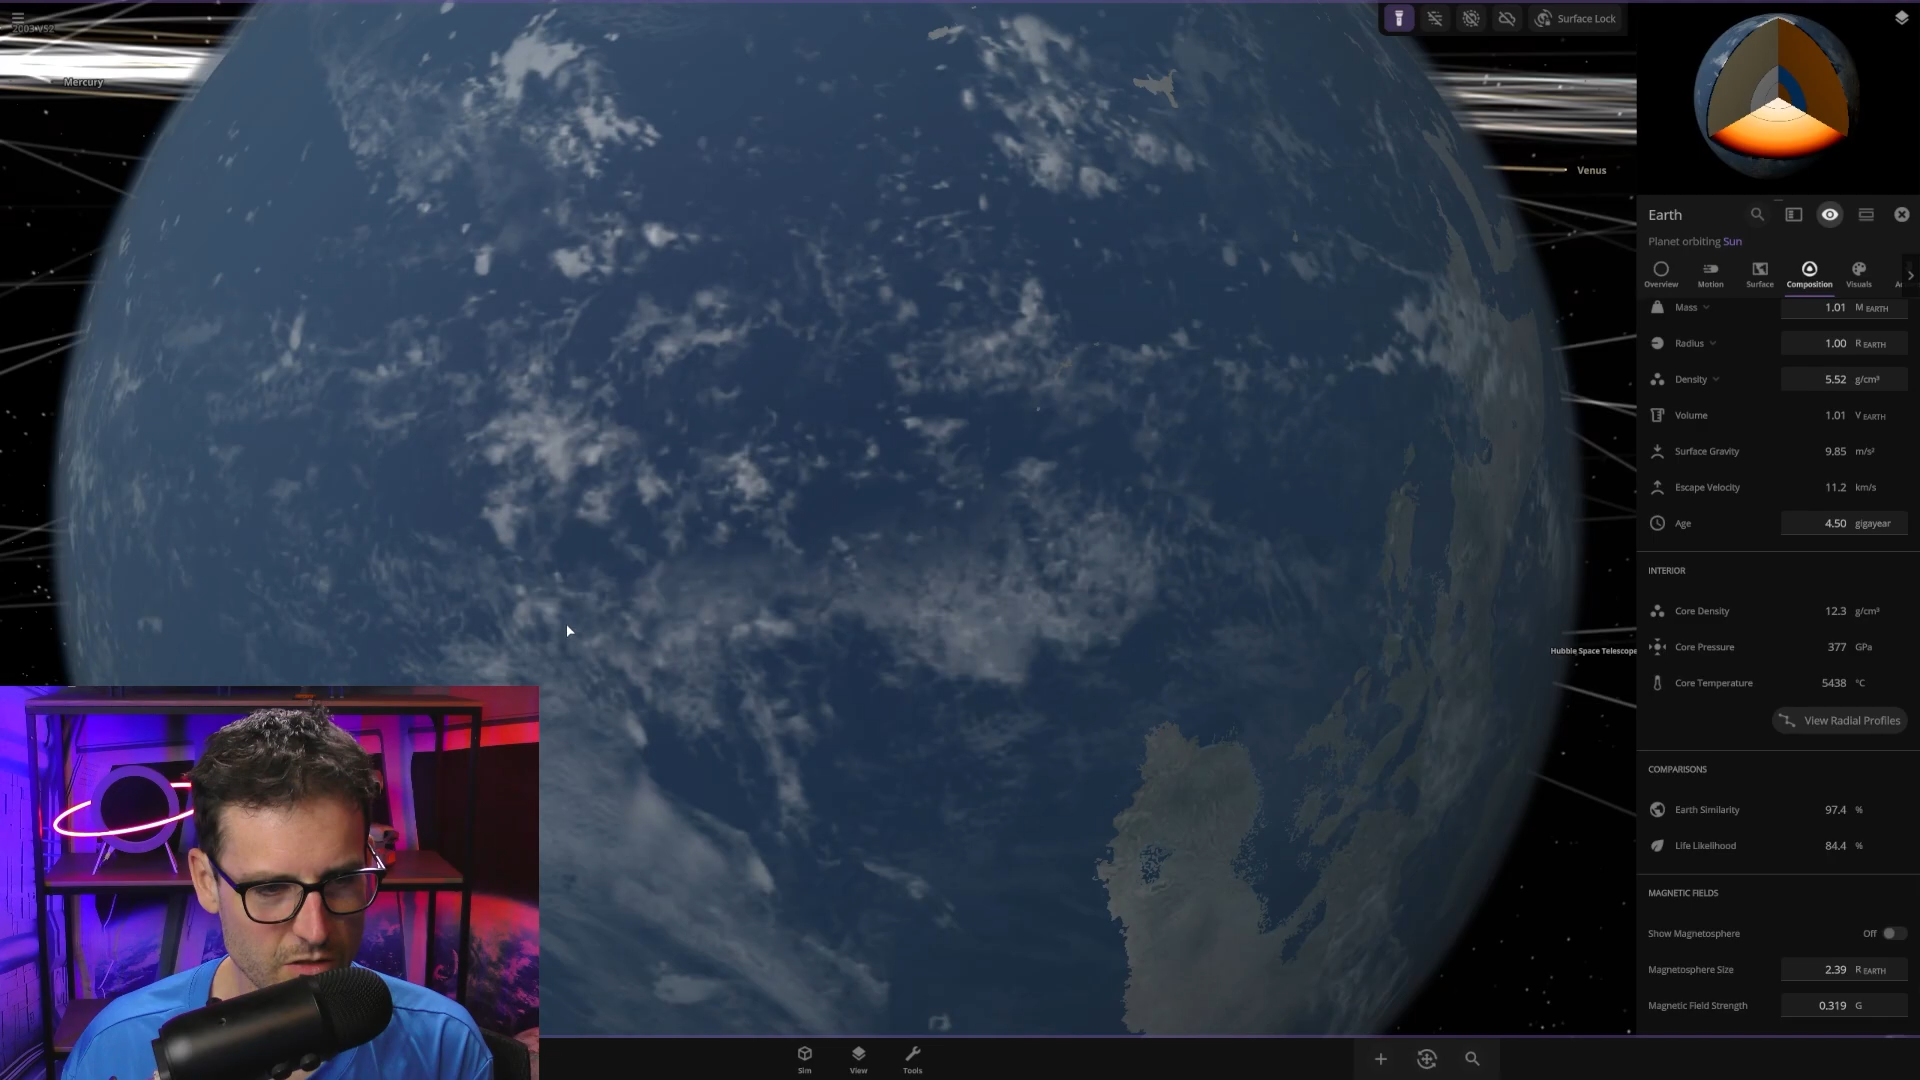 2003 VS2
Mercury
Surface Lock
Venus
Hubble Space Telescope
Earth
Planet orbiting Sun
Overview
Motion
Surface
Composition
Visuals
Mass 1.01 M EARTH
Radius 1.00 R EARTH
Density 5.52 g/cm³
Volume 1.01 V EARTH
Surface Gravity 9.85 m/s²
Escape Velocity 11.2 km/s
Age 4.50 gigayear
INTERIOR
Core Density 12.3 g/cm³
Core Pressure 377 GPa
Core Temperature 5438 °C
View Radial Profiles
COMPARISONS
Earth Similarity 97.4 %
Life Likelihood 84.4 %
MAGNETIC FIELDS
Show Magnetosphere Off
Magnetosphere Size 2.39 R EARTH
Magnetic Field Strength 0.319 G
Sim
View
Tools